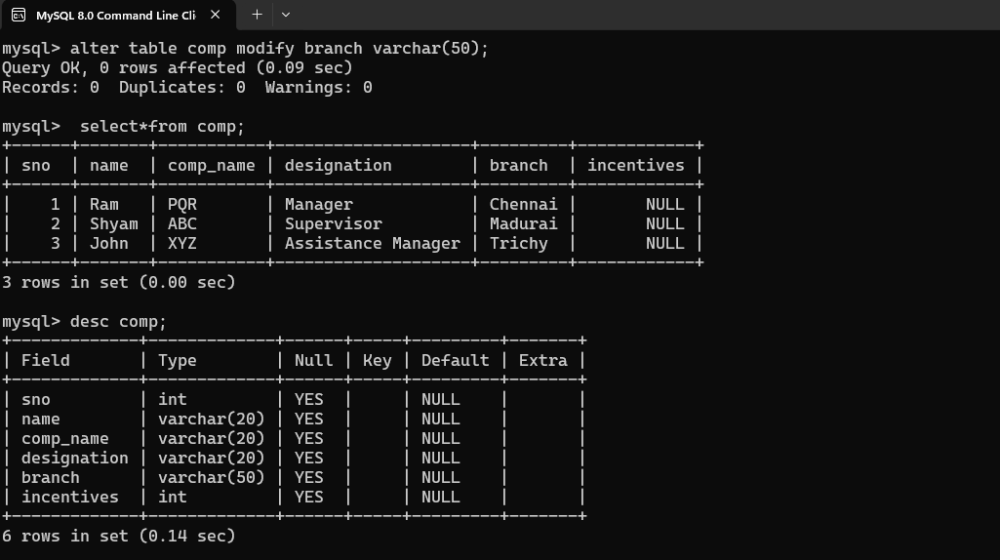 MySQL 8.0 Command Line Cli
mysql> alter table comp modify branch varchar(50);
Query OK, 0 rows affected (0.09 sec)
Records: 0  Duplicates: 0  Warnings: 0
mysql>  select*from comp;
+------+-------+-----------+--------------------+---------+------------+
| sno  | name  | comp_name | designation        | branch  | incentives |
+------+-------+-----------+--------------------+---------+------------+
|    1 | Ram   | PQR       | Manager            | Chennai |       NULL |
|    2 | Shyam | ABC       | Supervisor         | Madurai |       NULL |
|    3 | John  | XYZ       | Assistance Manager | Trichy  |       NULL |
+------+-------+-----------+--------------------+---------+------------+
3 rows in set (0.00 sec)
mysql> desc comp;
+-------------+-------------+------+-----+---------+-------+
| Field       | Type        | Null | Key | Default | Extra |
+-------------+-------------+------+-----+---------+-------+
| sno         | int         | YES  |     | NULL    |       |
| name        | varchar(20) | YES  |     | NULL    |       |
| comp_name   | varchar(20) | YES  |     | NULL    |       |
| designation | varchar(20) | YES  |     | NULL    |       |
| branch      | varchar(50) | YES  |     | NULL    |       |
| incentives  | int         | YES  |     | NULL    |       |
+-------------+-------------+------+-----+---------+-------+
6 rows in set (0.14 sec)